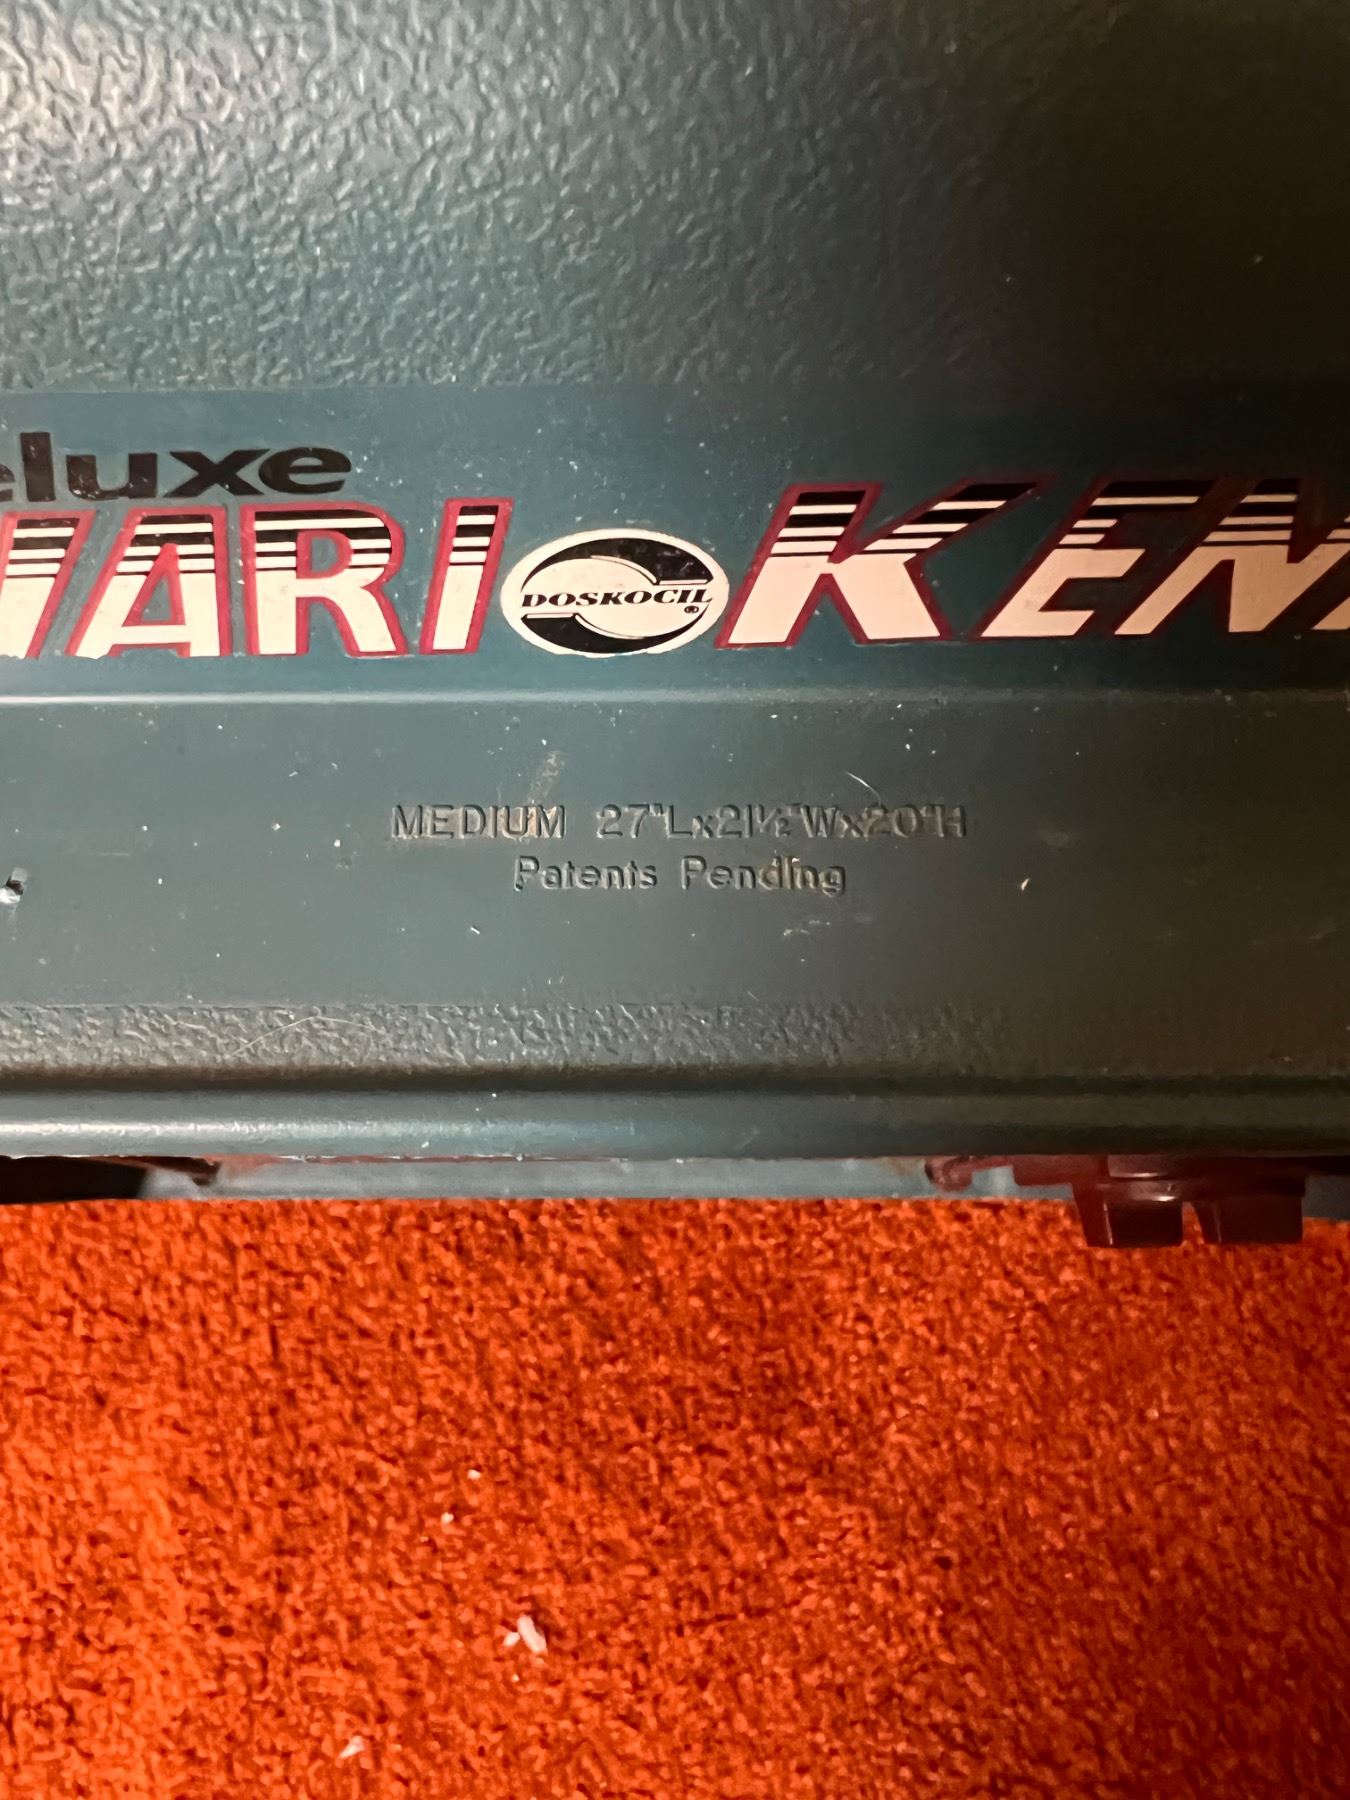 eluxe
IARI DOSKOCIL® KEN
MEDIUM 27"Lx21½"Wx20"H
Patents Pending